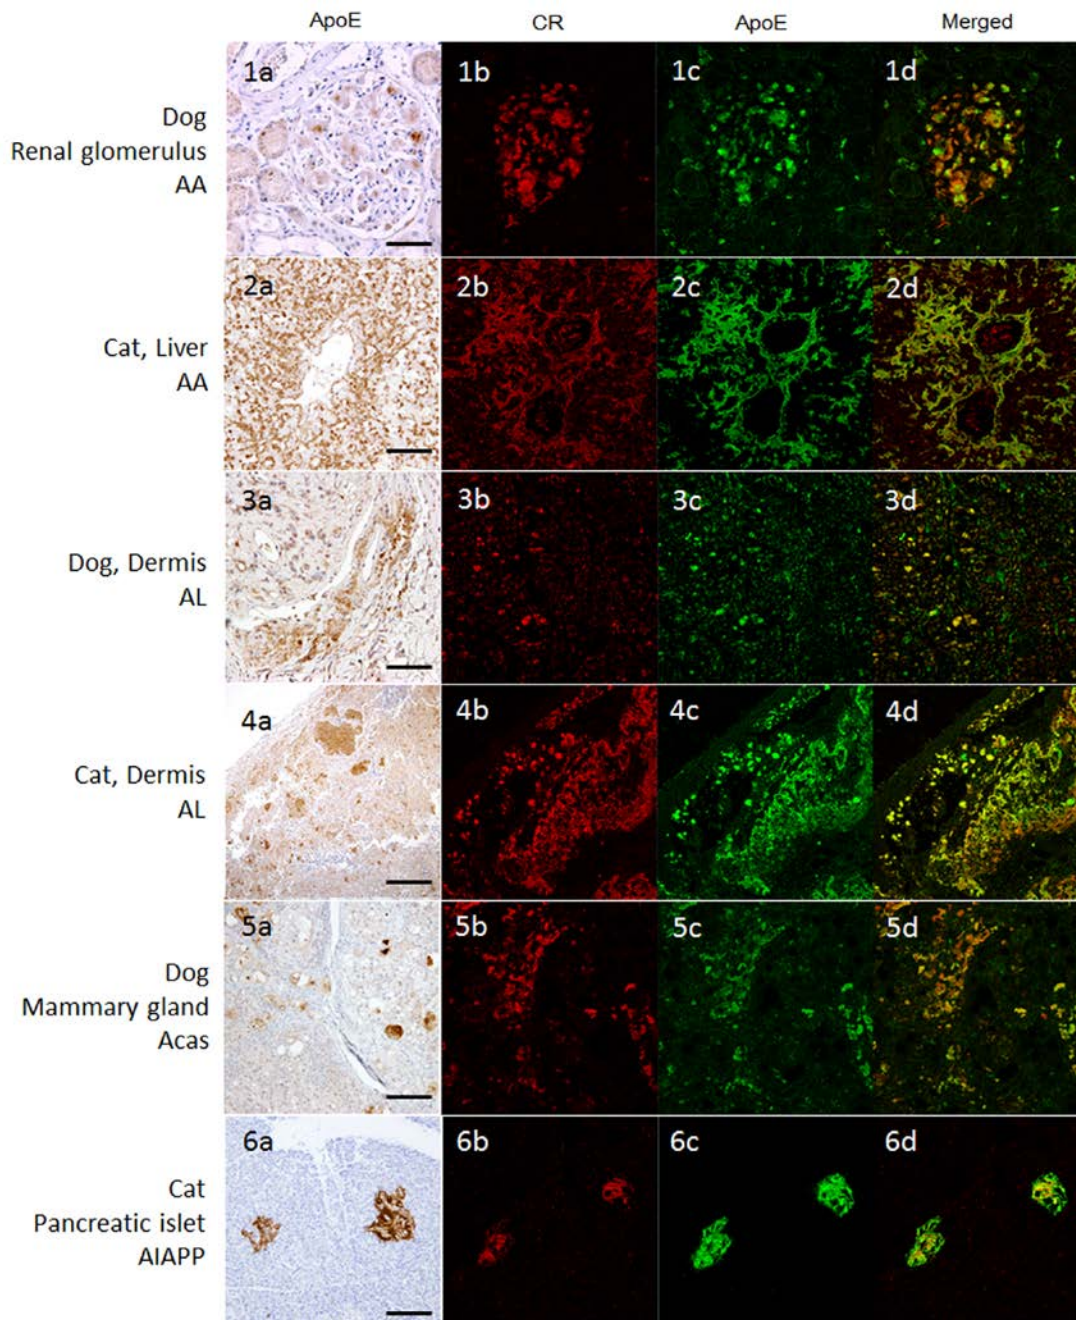 ApoE CR ApoE Merged
1a 1b 1c 1d
Dog
Renal glomerulus
AA
2a 2b 2c 2d
Cat, Liver
AA
3a 3b 3c 3d
Dog, Dermis
AL
4a 4b 4c 4d
Cat, Dermis
AL
5a 5b 5c 5d
Dog
Mammary gland
Acas
6a 6b 6c 6d
Cat
Pancreatic islet
AIAPP